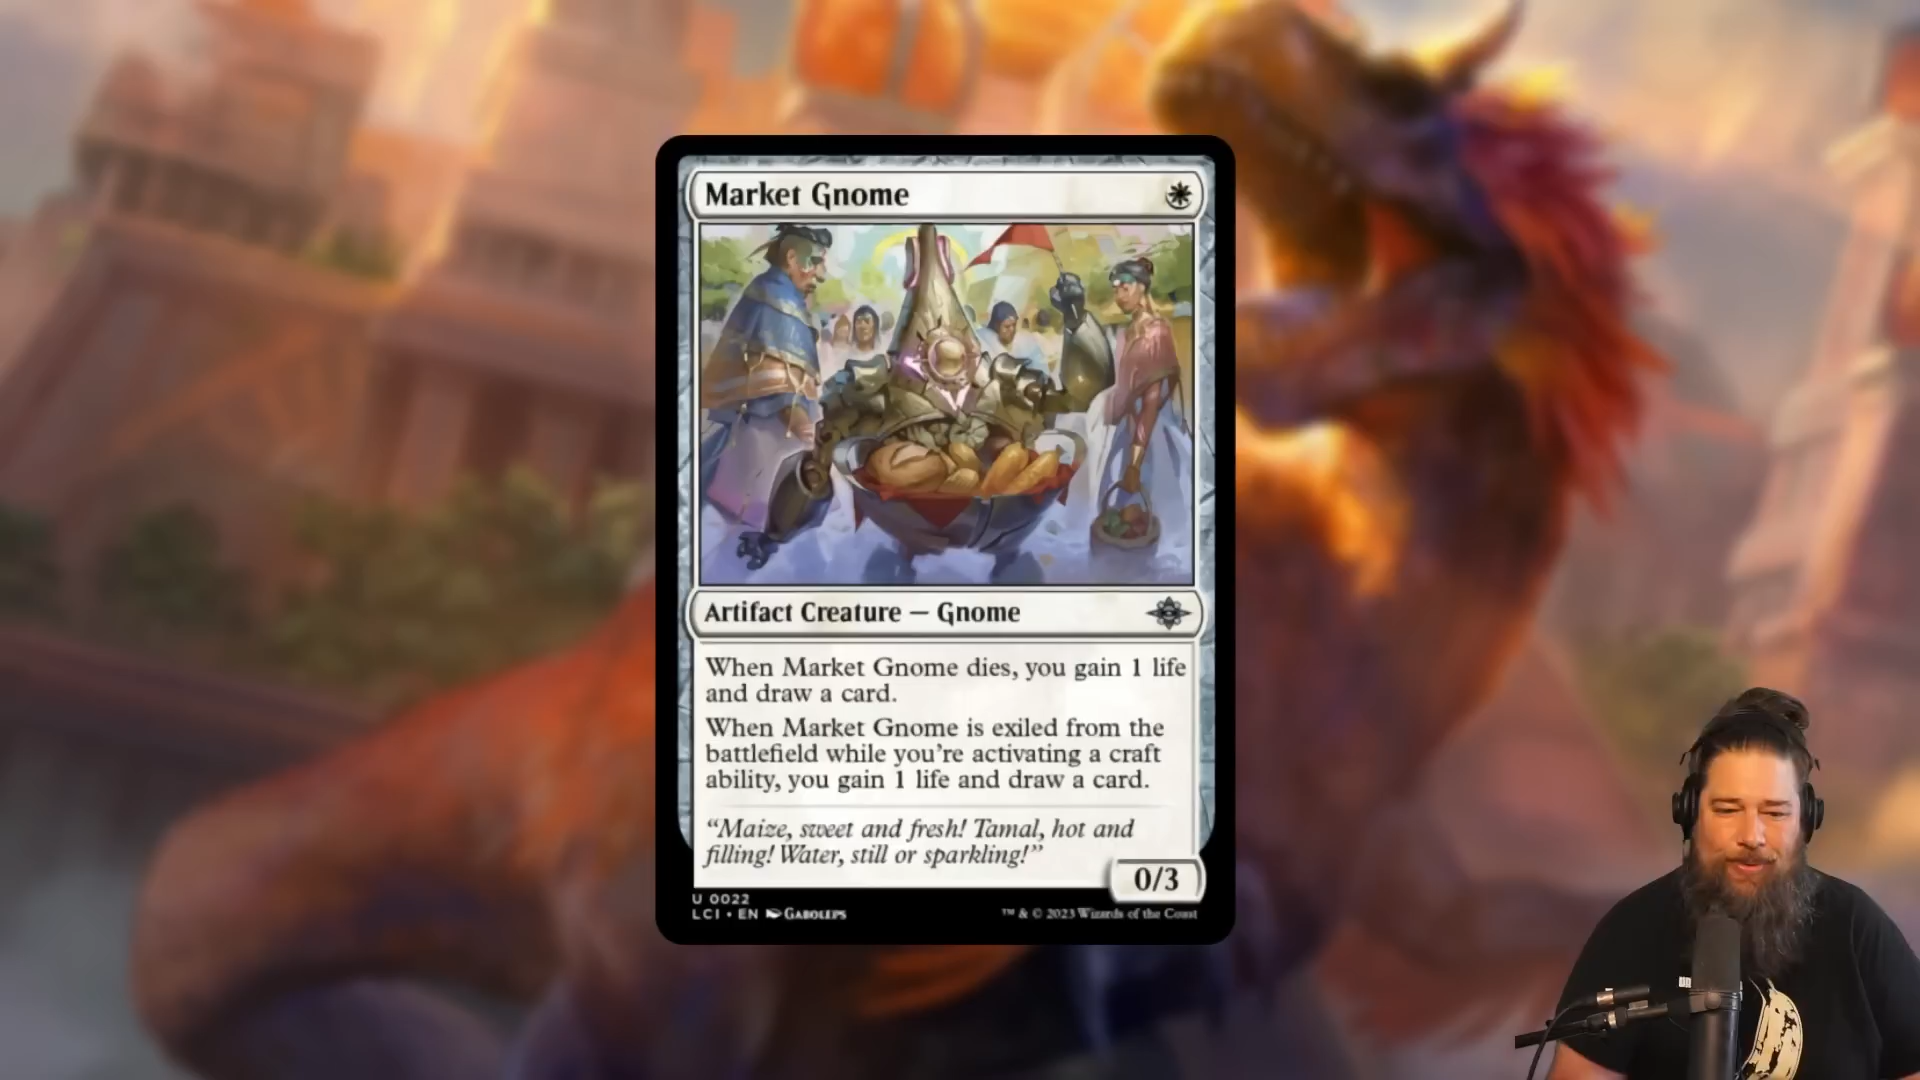 Market Gnome
Artifact Creature — Gnome
When Market Gnome dies, you gain 1 life
and draw a card.
When Market Gnome is exiled from the
battlefield while you're activating a craft
ability, you gain 1 life and draw a card.
“Maize, sweet and fresh! Tamal, hot and
filling! Water, still or sparkling!”
0/3
U 0022
LCI • EN Gaboleps
™ & © 2023 Wizards of the Coast